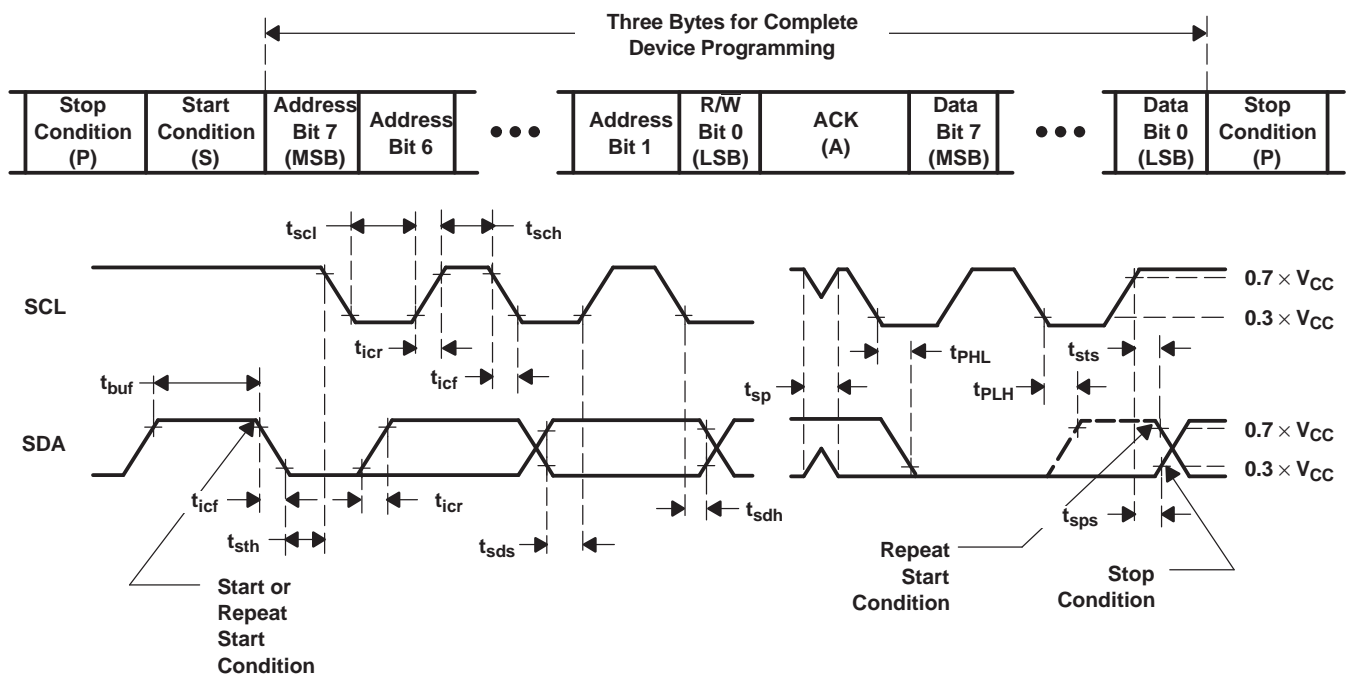 Three Bytes for Complete
Device Programming
Stop
Condition
(P)
Start
Condition
(S)
Address
Bit 7
(MSB)
Address
Bit 6
•••
Address
Bit 1
R/W̅
Bit 0
(LSB)
ACK
(A)
Data
Bit 7
(MSB)
•••
Data
Bit 0
(LSB)
Stop
Condition
(P)
tscl
tsch
SCL
0.7 × VCC
0.3 × VCC
ticr
ticf
tPHL
tsts
tbuf
tsp
tPLH
SDA
0.7 × VCC
0.3 × VCC
ticf
ticr
tsth
tsds
tsdh
tsps
Start or
Repeat
Start
Condition
Repeat
Start
Condition
Stop
Condition